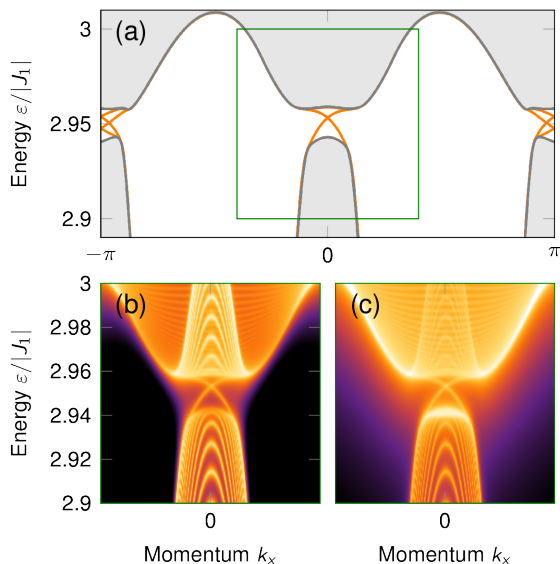 (a)
Energy ε/|J₁|
3
2.95
2.9
−π
0
π
(b)
(c)
Energy ε/|J₁|
3
2.98
2.96
2.94
2.92
2.9
0
0
Momentum kₓ
Momentum kₓ